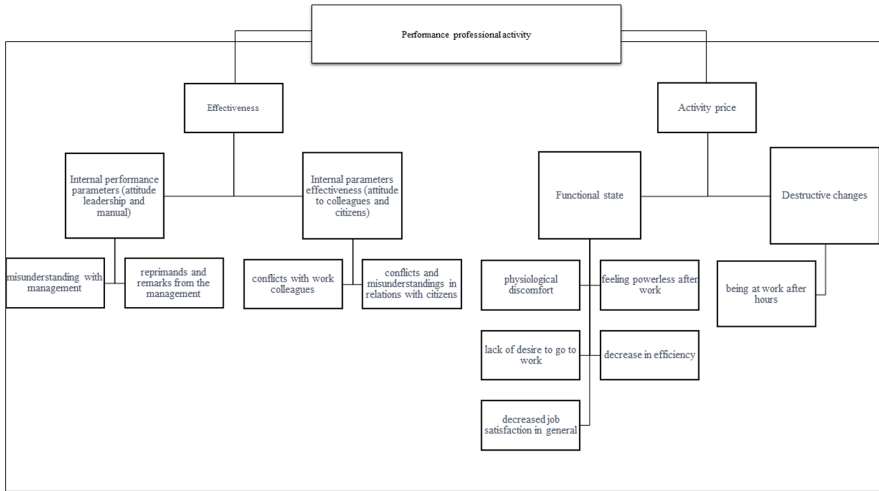 Performance professional activity
Effectiveness
Activity price
Internal performance
parameters (attitude
leadership and
manual)
Internal parameters
effectiveness (attitude
to colleagues and
citizens)
Functional state
Destructive changes
misunderstanding with
management
reprimands and
remarks from the
management
conflicts with work
colleagues
conflicts and
misunderstandings in
relations with citizens
physiological
discomfort
feeling powerless after
work
being at work after
hours
lack of desire to go to
work
decrease in efficiency
decreased job
satisfaction in general